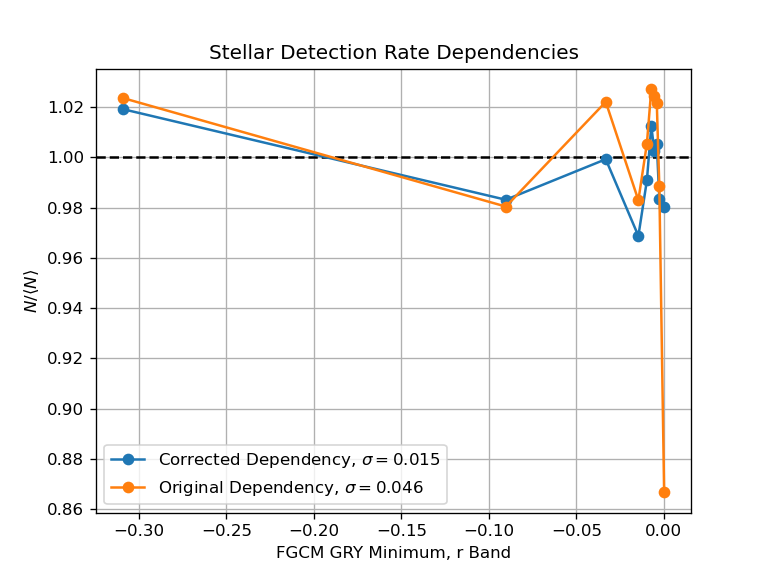 Stellar Detection Rate Dependencies
N/⟨N⟩
1.02
1.00
0.98
0.96
0.94
0.92
0.90
0.88
0.86
Corrected Dependency, σ = 0.015
Original Dependency, σ = 0.046
−0.30 −0.25 −0.20 −0.15 −0.10 −0.05 0.00
FGCM GRY Minimum, r Band